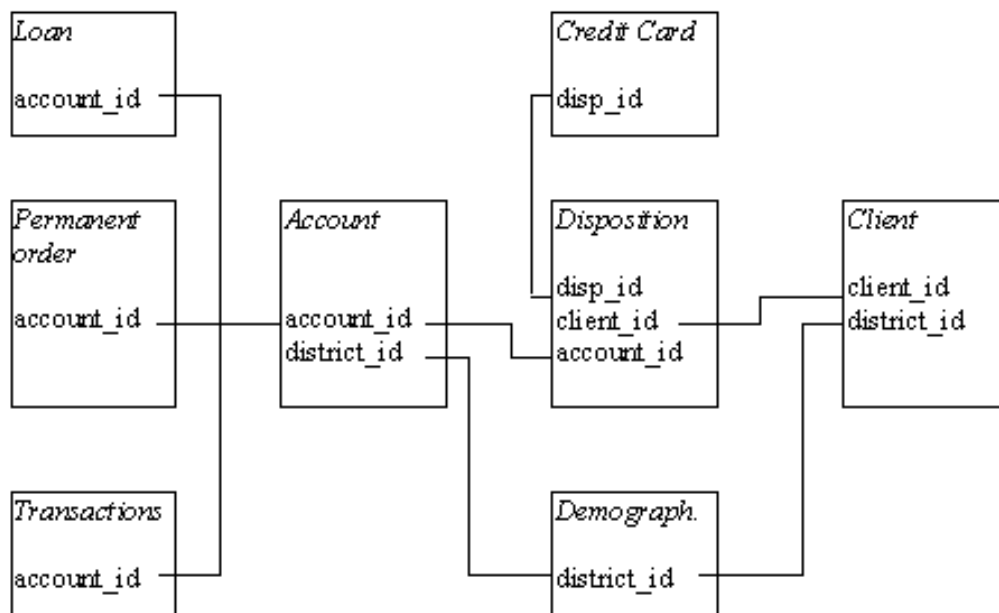 Loan
account_id
Credit Card
disp_id
Permanent
order
account_id
Account
account_id
district_id
Disposition
disp_id
client_id
account_id
Client
client_id
district_id
Transactions
account_id
Demograph.
district_id